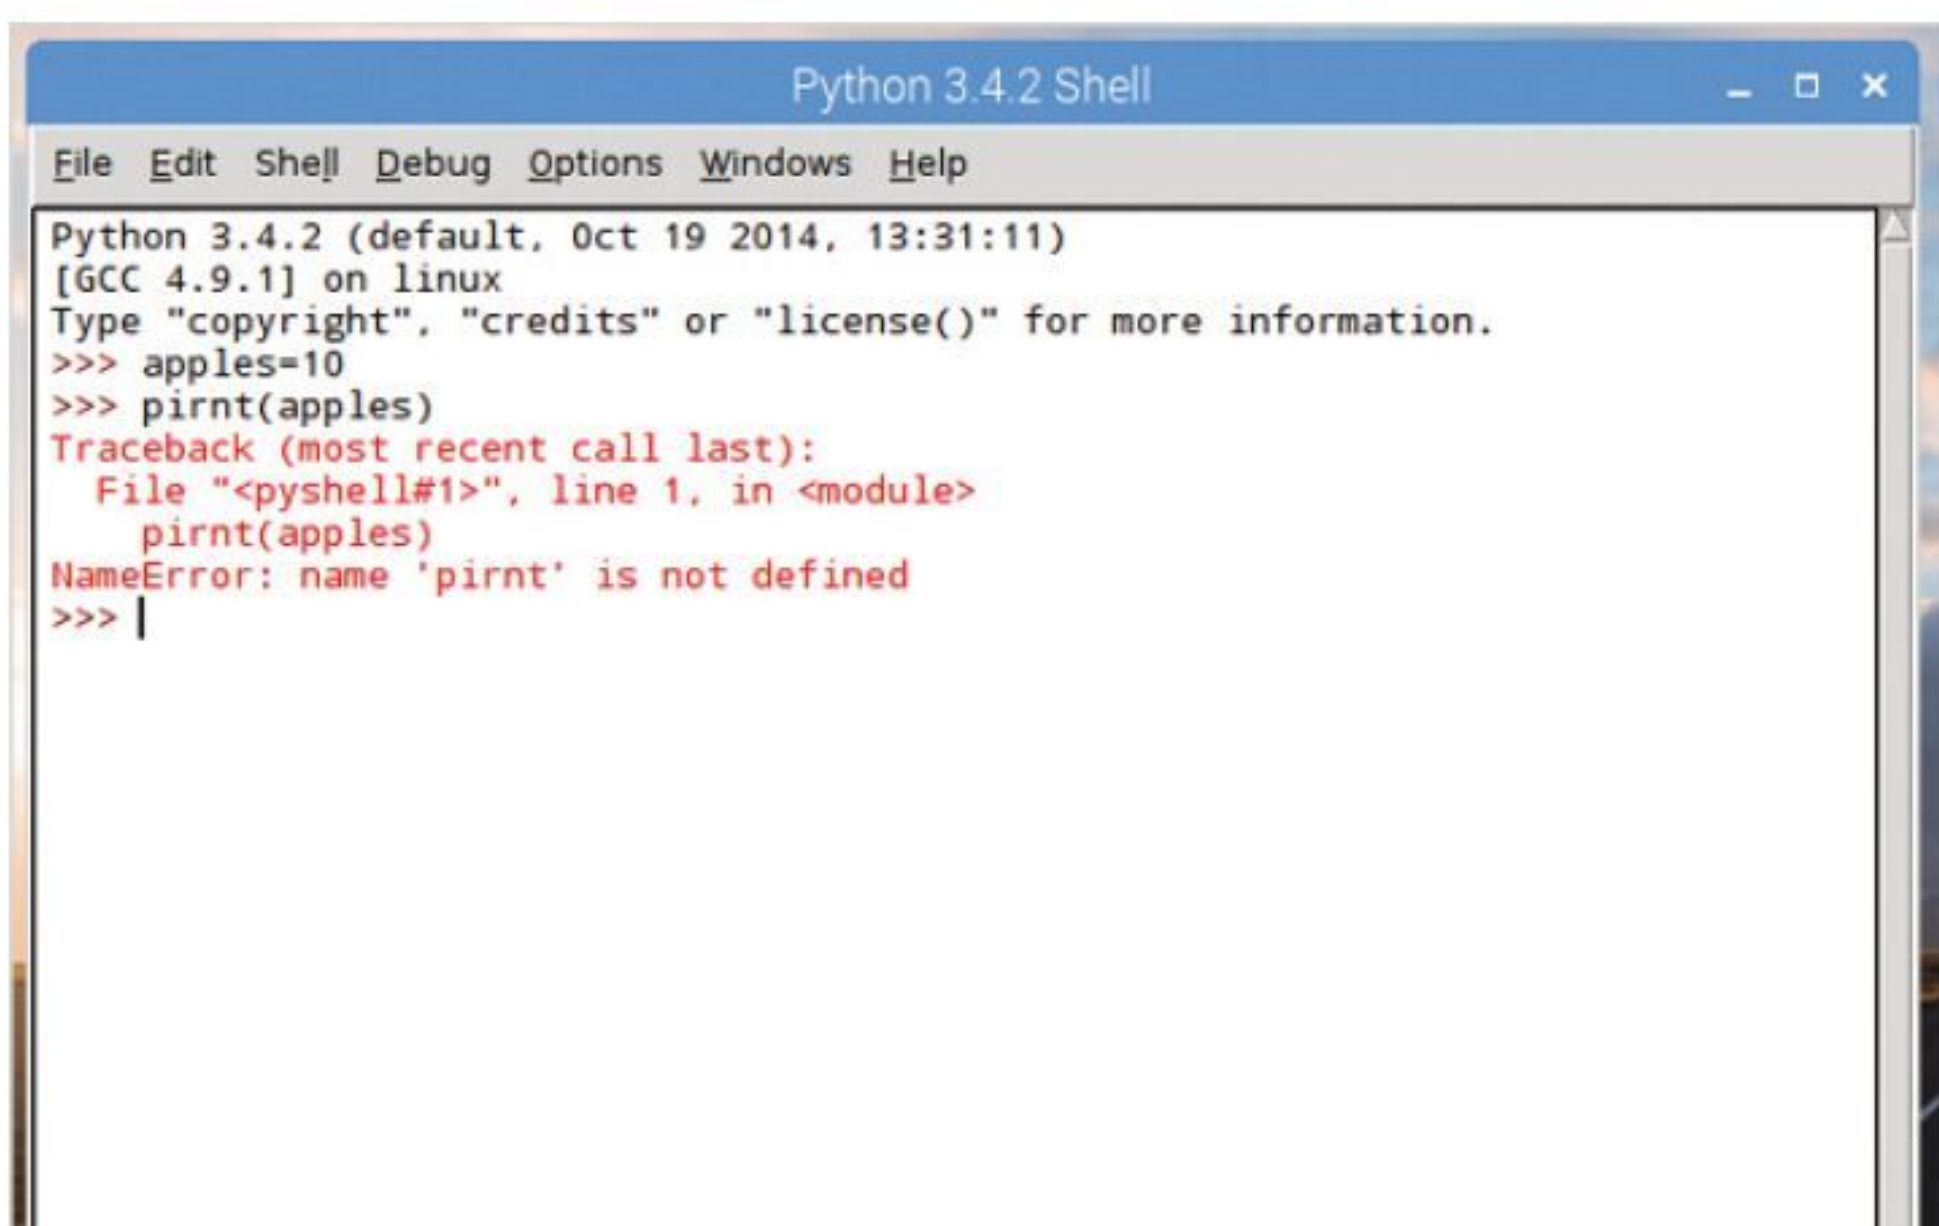 Python 3.4.2 Shell
File Edit Shell Debug Options Windows Help
Python 3.4.2 (default, Oct 19 2014, 13:31:11)
[GCC 4.9.1] on linux
Type "copyright", "credits" or "license()" for more information.
>>> apples=10
>>> pirnt(apples)
Traceback (most recent call last):
  File "<pyshell#1>", line 1, in <module>
    pirnt(apples)
NameError: name 'pirnt' is not defined
>>>